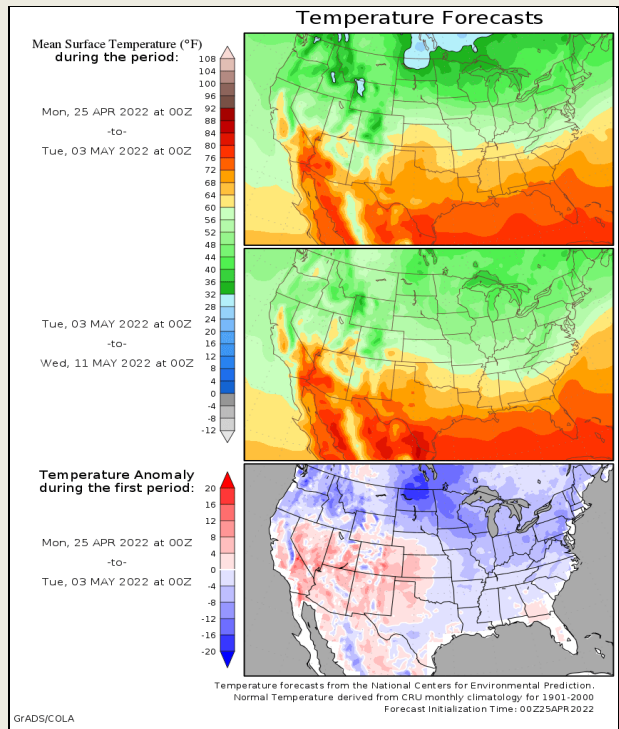 Temperature Forecasts
Mean Surface Temperature (°F)
during the period:
108
104
100
96
92
88
84
80
76
72
68
64
60
56
52
48
44
40
36
32
28
24
20
16
12
8
4
0
-4
-8
-12
Mon, 25 APR 2022 at 00Z
-to-
Tue, 03 MAY 2022 at 00Z
Tue, 03 MAY 2022 at 00Z
-to-
Wed, 11 MAY 2022 at 00Z
Temperature Anomaly
during the first period:
20
16
12
8
4
0
-4
-8
-12
-16
-20
Mon, 25 APR 2022 at 00Z
-to-
Tue, 03 MAY 2022 at 00Z
Temperature forecasts from the National Centers for Environmental Prediction.
Normal Temperature derived from CRU monthly climatology for 1901-2000
Forecast Initialization Time: 00Z25APR2022
GrADS/COLA